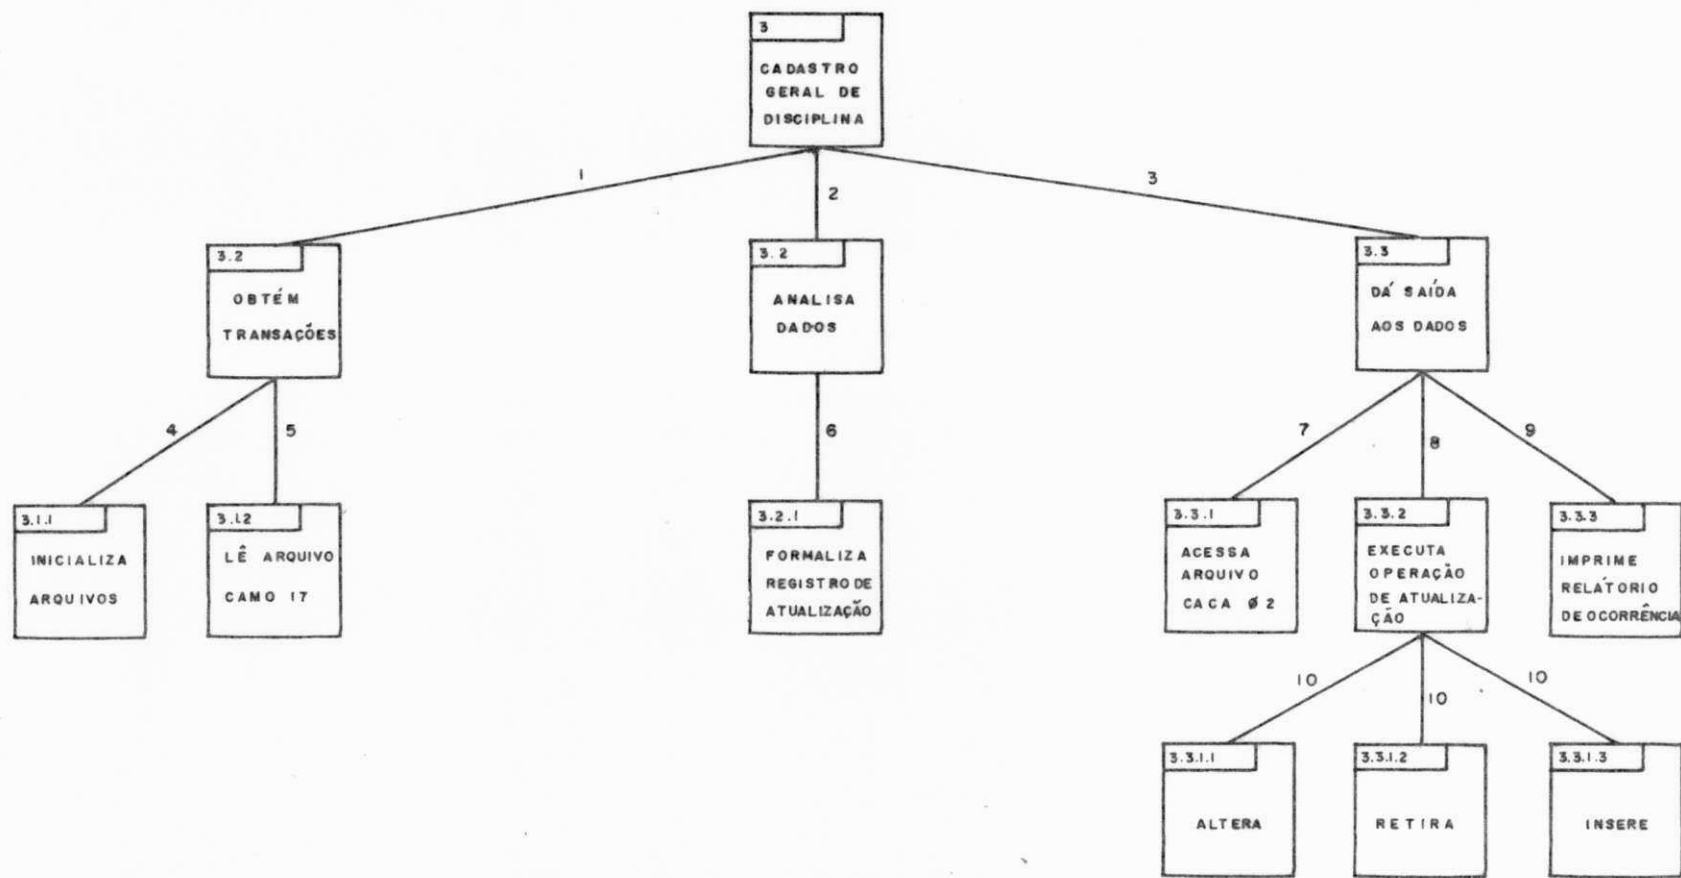 3
CADASTRO
GERAL DE
DISCIPLINA
1
2
3
3.2
OBTÉM
TRANSAÇÕES
3.2
ANALISA
DADOS
3.3
DÁ SAÍDA
AOS DADOS
4
5
6
7
8
9
3.1.1
INICIALIZA
ARQUIVOS
3.1.2
LÊ ARQUIVO
CAMO 17
3.2.1
FORMALIZA
REGISTRO DE
ATUALIZAÇÃO
3.3.1
ACESSA
ARQUIVO
CACA Ø 2
3.3.2
EXECUTA
OPERAÇÃO
DE ATUALIZA-
ÇÃO
3.3.3
IMPRIME
RELATÓRIO
DE OCORRÊNCIA
10
10
10
3.3.1.1
ALTERA
3.3.1.2
RETIRA
3.3.1.3
INSERE